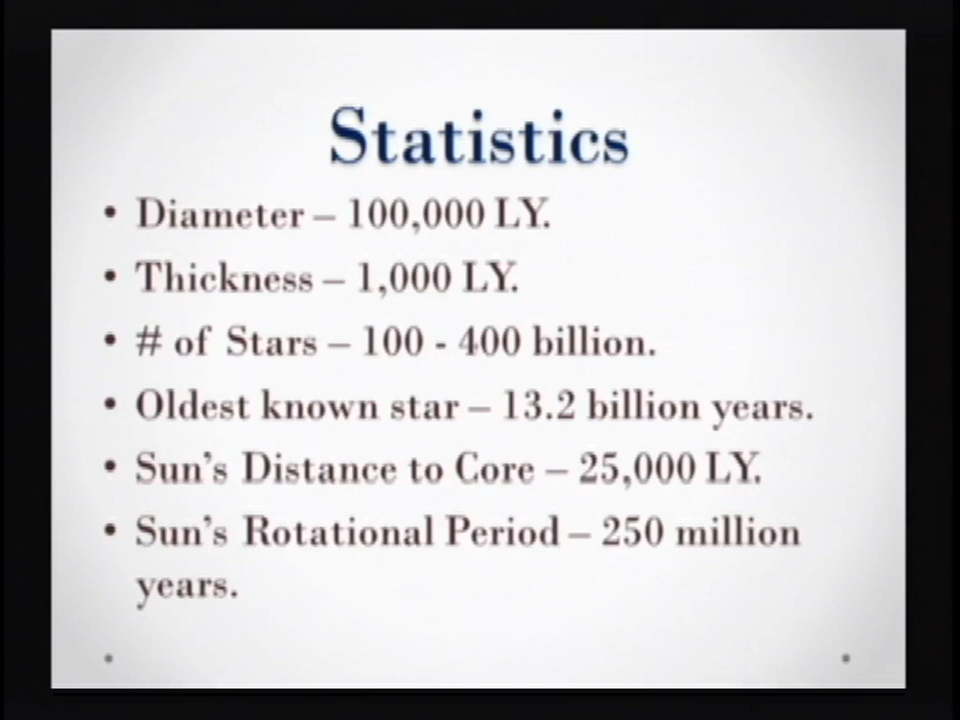 Statistics
• Diameter – 100,000 LY.
• Thickness – 1,000 LY.
• # of Stars – 100 - 400 billion.
• Oldest known star – 13.2 billion years.
• Sun’s Distance to Core – 25,000 LY.
• Sun’s Rotational Period – 250 million
years.